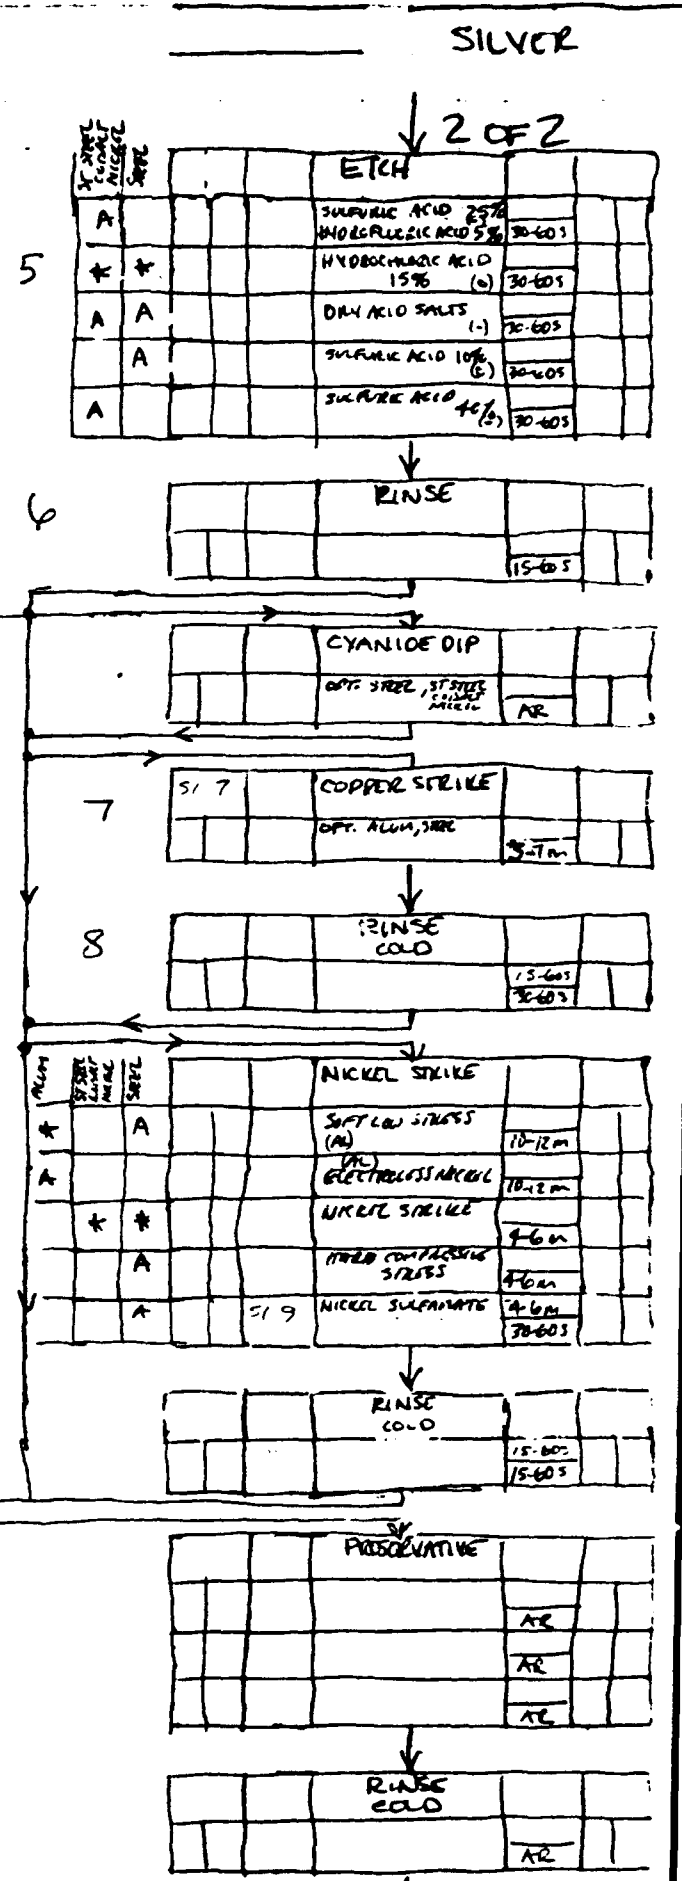 SILVER
2 OF 2
ST STEEL
COBALT
NICKEL
STEEL
ETCH
A
SULFURIC ACID 25%
HYDROFLUORIC ACID 5%
30-60S
5
* *
HYDROCHLORIC ACID
15% (0)
30-60S
A A
DRY ACID SALTS
(-)
30-60S
A
SULFURIC ACID 10%
30-60S
A
SULFURIC ACID
30-60S
6
RINSE
15-60S
CYANIDE DIP
OPT. STEEL, ST STEEL
COBALT
NICKEL
AR
7
51 7
COPPER STRIKE
OPT. ALUM, STEEL
8
RINSE
COLD
15-60S
30-60S
ALUM
ST STEEL
COBALT
NICKEL
STEEL
NICKEL STRIKE
* A
SOFT LOW STRESS
(AL)
10-12M
A
(AL)
ELECTROLESS NICKEL
10-12M
* *
NICKEL STRIKE
4-6M
A
HARD COMPRESSIVE
STRESS
4-6M
A
51 9
NICKEL SULFAMATE
4-6M
30-60S
RINSE
COLD
15-60S
15-60S
PRESERVATIVE
AR
AR
AR
RINSE
COLD
AR